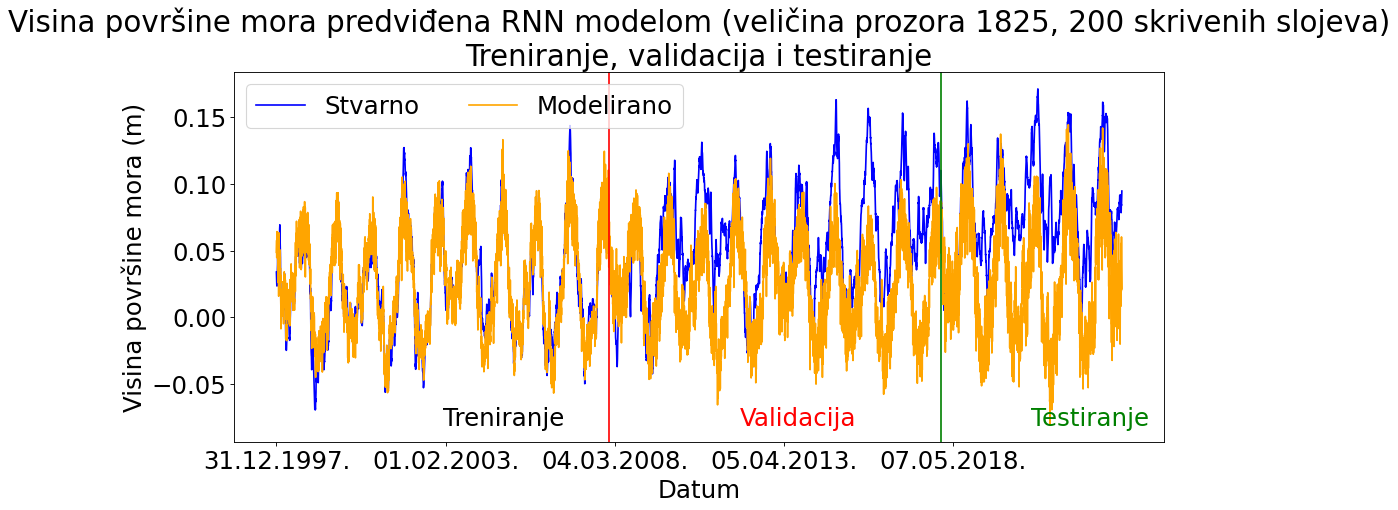 Visina površine mora predviđena RNN modelom (veličina prozora 1825, 200 skrivenih slojeva)
Treniranje, validacija i testiranje
Stvarno
Modelirano
Visina površine mora (m)
0.15
0.10
0.05
0.00
−0.05
Treniranje
Validacija
Testiranje
31.12.1997.
01.02.2003.
04.03.2008.
05.04.2013.
07.05.2018.
Datum